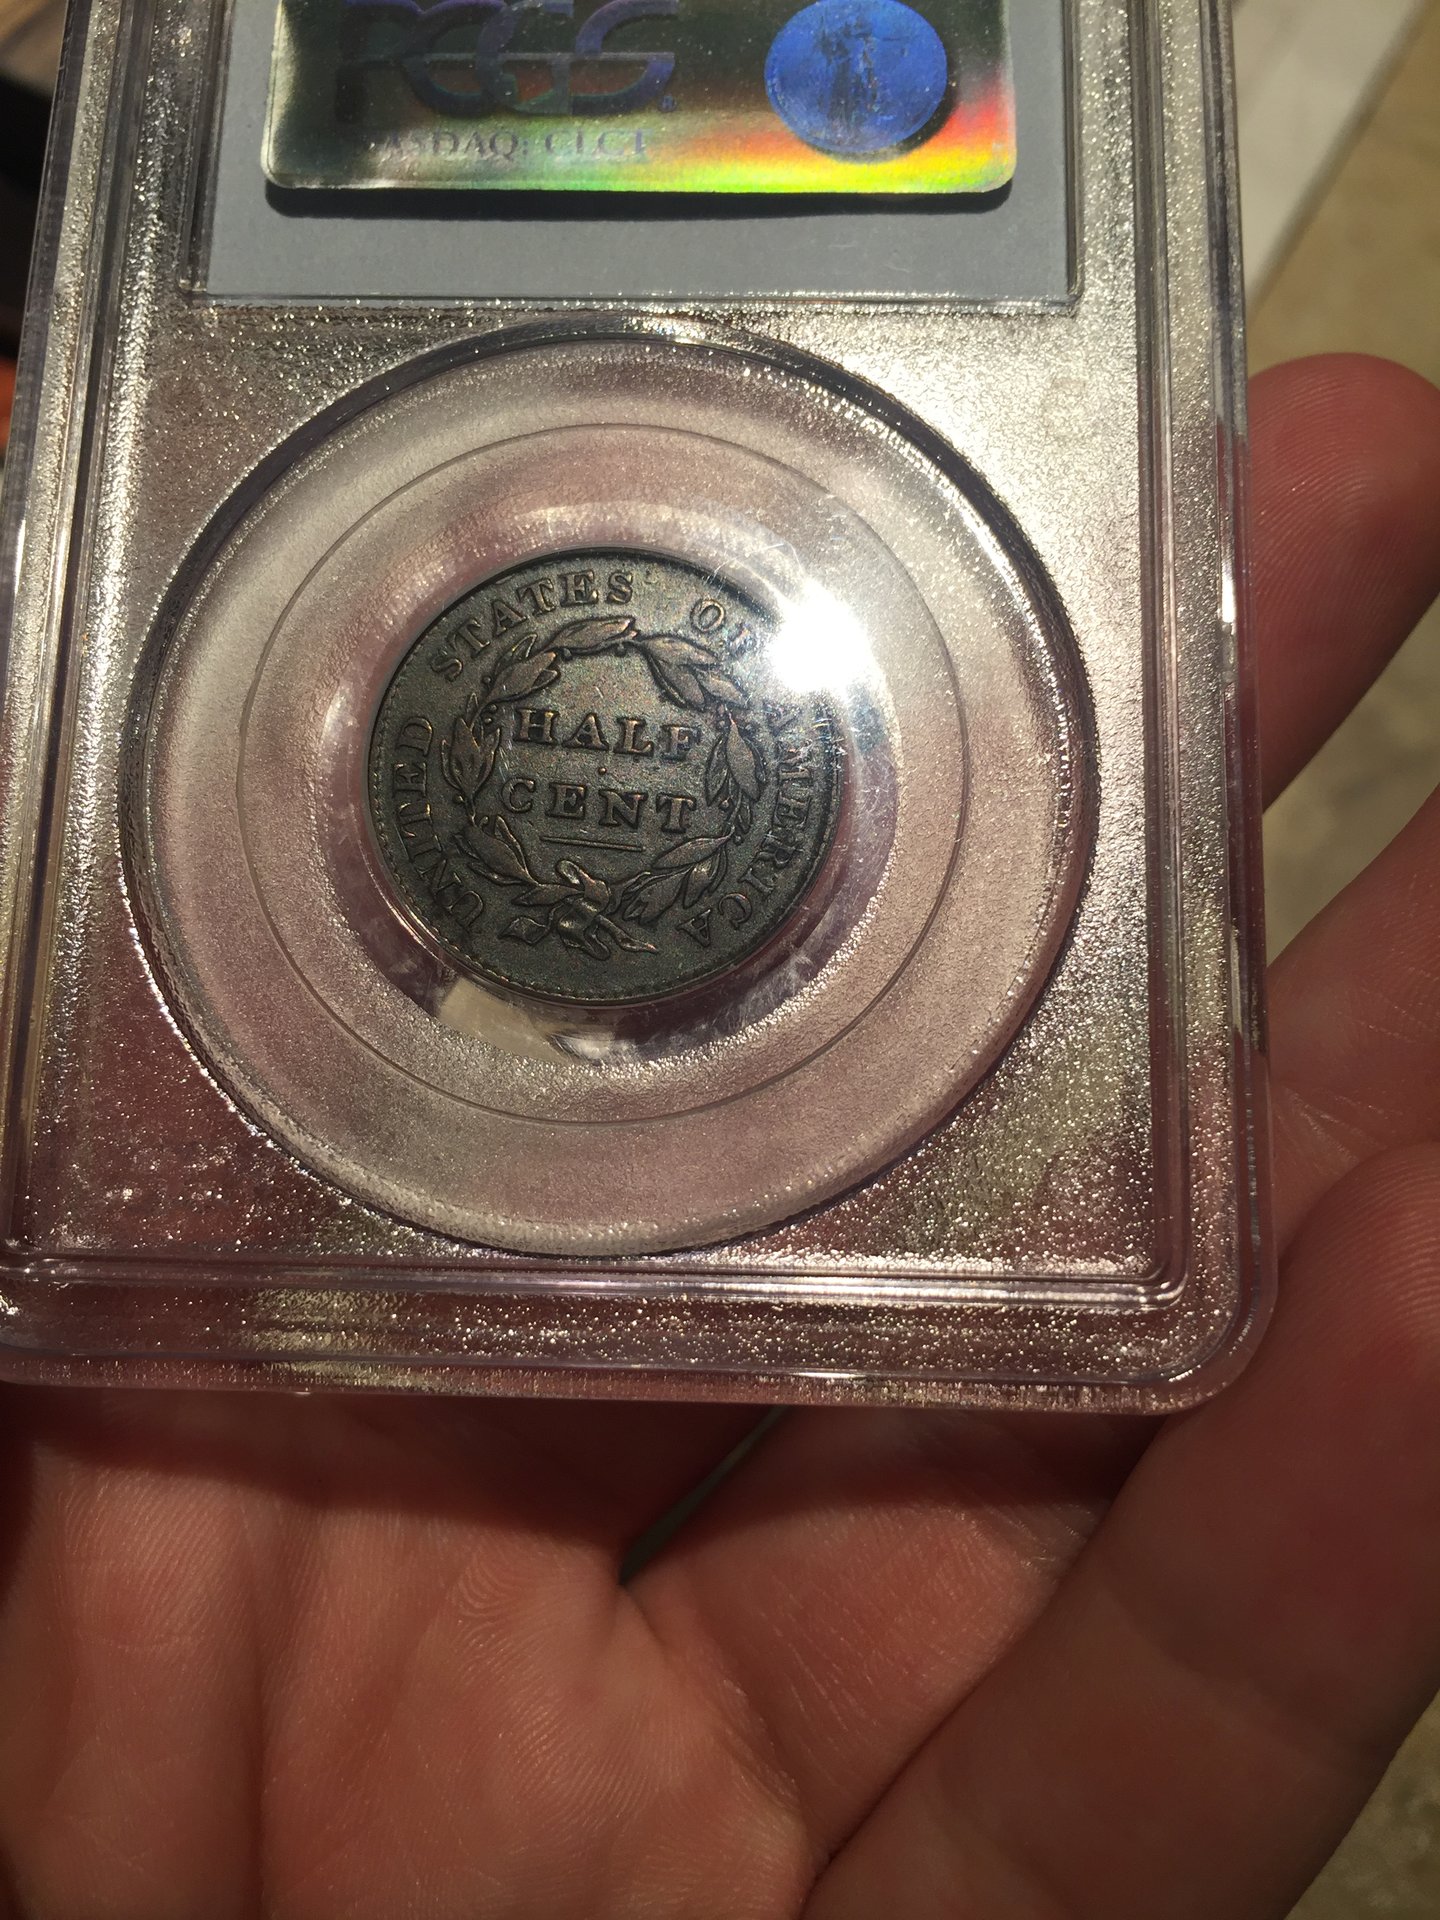 PCGS
NASDAQ: CLCT
UNITED STATES OF AMERICA
HALF
CENT